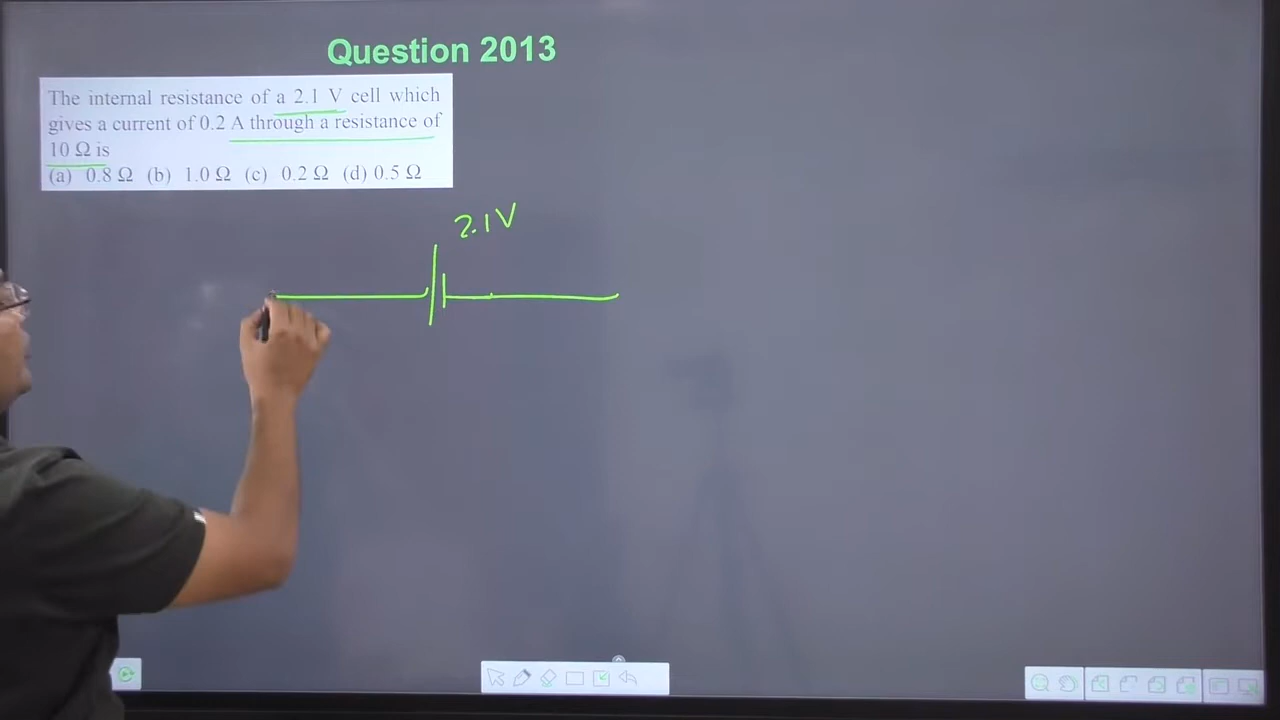 Question 2013
The internal resistance of a 2.1 V cell which
gives a current of 0.2 A through a resistance of
10 Ω is
(a) 0.8 Ω (b) 1.0 Ω (c) 0.2 Ω (d) 0.5 Ω
2.1V